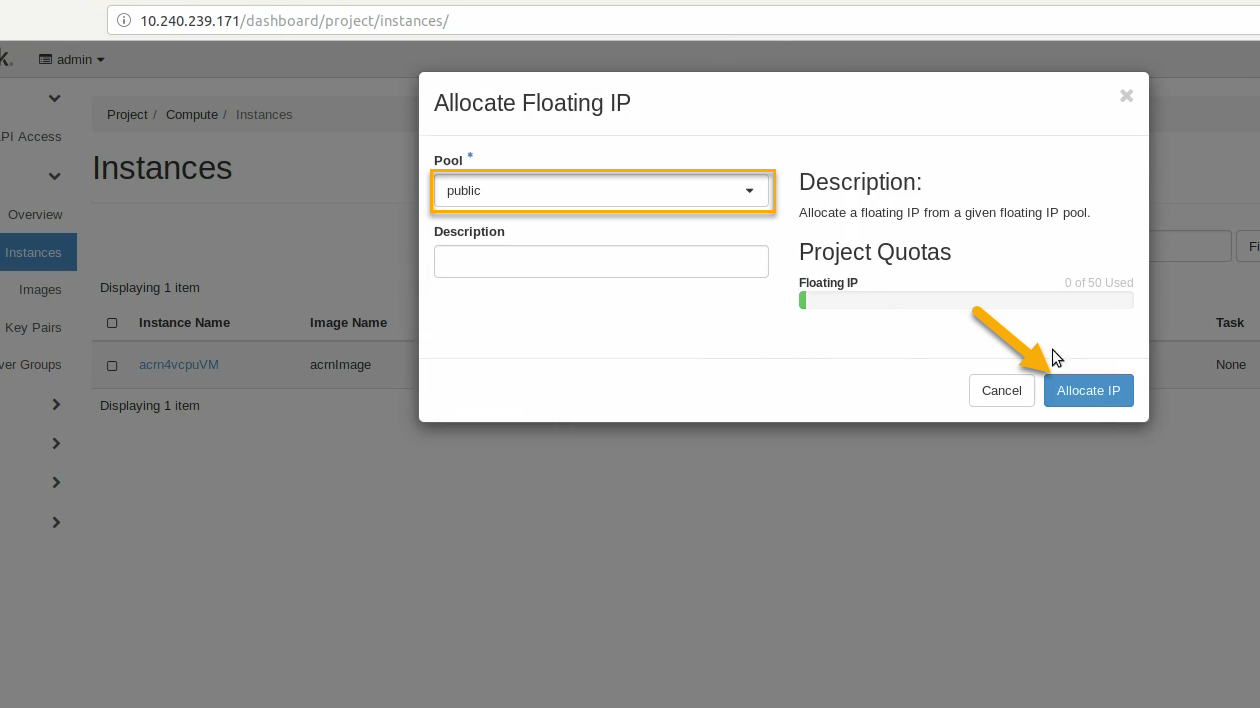 10.240.239.171/dashboard/project/instances/
k. admin
Allocate Floating IP
Project / Compute / Instances
PI Access
Instances
Pool *
public
Description:
Allocate a floating IP from a given floating IP pool.
Overview
Description
Instances
Project Quotas
Fi
Floating IP 0 of 50 Used
Images
Displaying 1 item
Key Pairs
Instance Name Image Name Task
ver Groups
acrn4vcpuVM acrnImage None
Cancel Allocate IP
Displaying 1 item